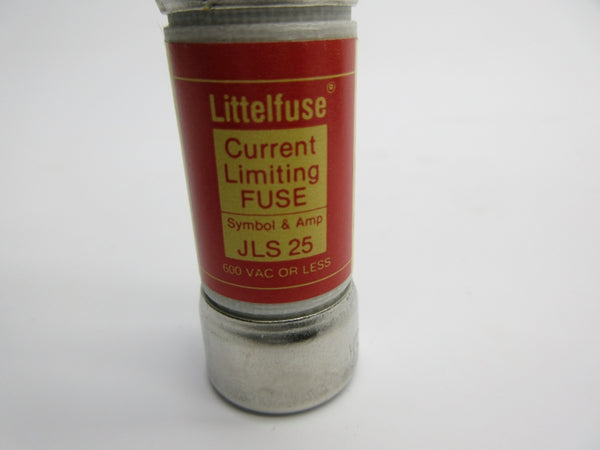 Littelfuse®
Current
Limiting
FUSE
Symbol & Amp
JLS 25
600 VAC OR LESS